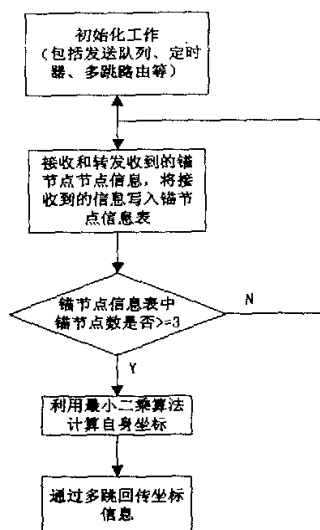 初始化工作
（包括发送队列、定时
器、多跳路由等）
接收和转发收到的锚
节点节点信息，将接
收到的信息写入锚节
点信息表
锚节点信息表中
锚节点数是否>=3
N
Y
利用最小二乘算法
计算自身坐标
通过多跳回传坐标
信息